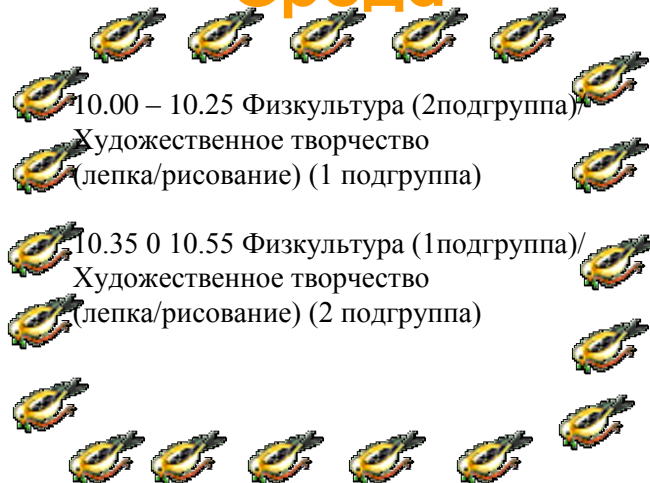 Среда
10.00 – 10.25 Физкультура (2подгруппа)/
Художественное творчество
(лепка/рисование) (1 подгруппа)
10.35 0 10.55 Физкультура (1подгруппа)/
Художественное творчество
(лепка/рисование) (2 подгруппа)